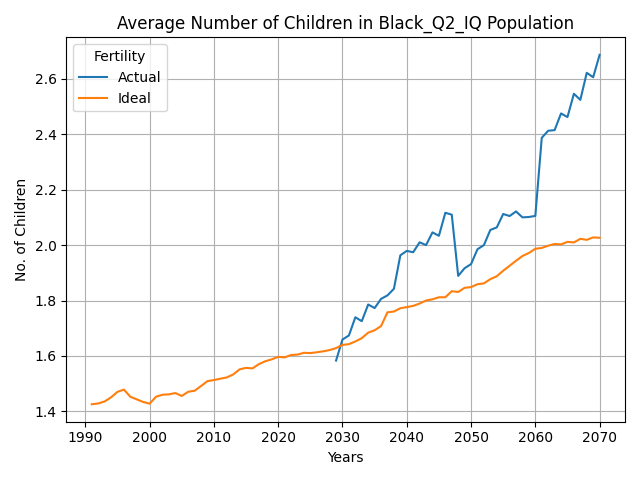 Average Number of Children in Black_Q2_IQ Population
Fertility
Actual
Ideal
No. of Children
2.6
2.4
2.2
2.0
1.8
1.6
1.4
1990 2000 2010 2020 2030 2040 2050 2060 2070
Years